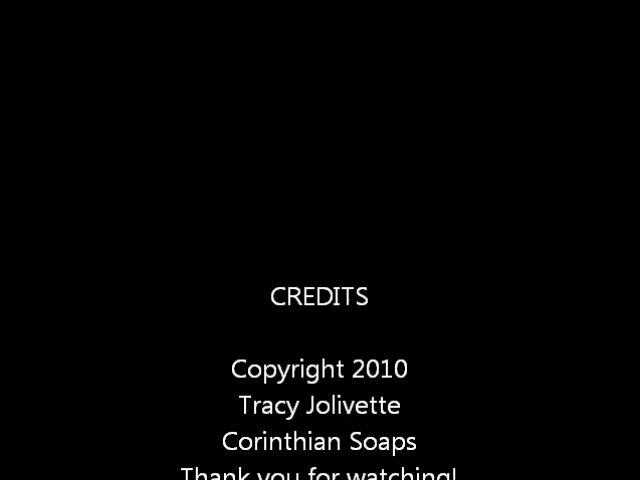 CREDITS
Copyright 2010
Tracy Jolivette
Corinthian Soaps
Thank you for watching!